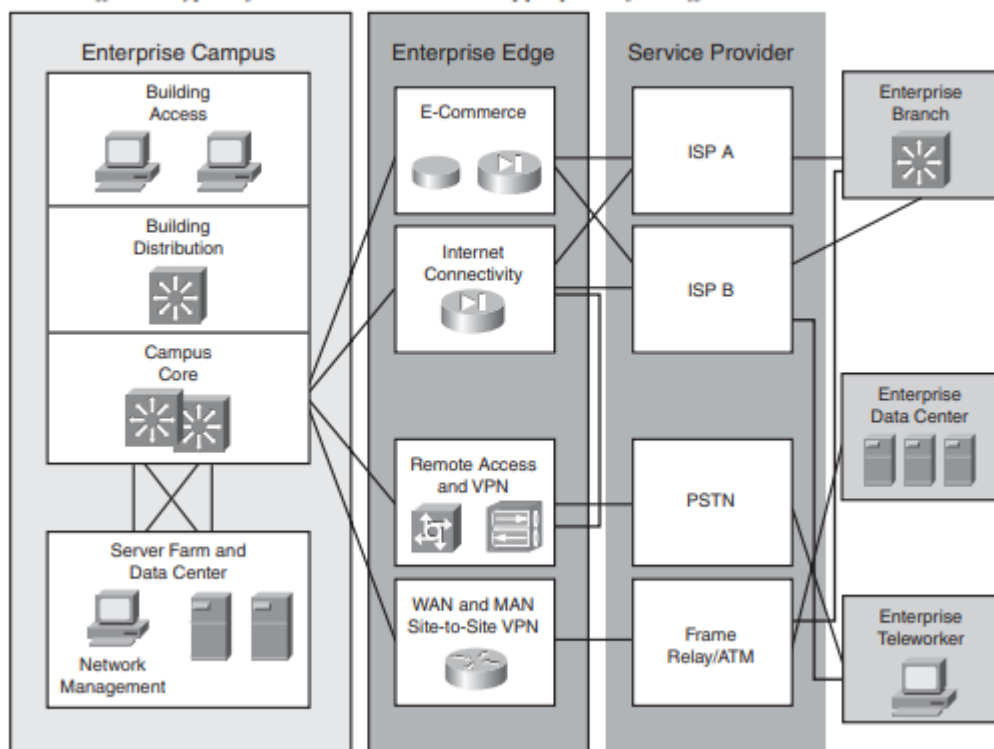 Enterprise Campus
Building
Access
Building
Distribution
Campus
Core
Server Farm and
Data Center
Network
Management
Enterprise Edge
E-Commerce
Internet
Connectivity
Remote Access
and VPN
WAN and MAN
Site-to-Site VPN
Service Provider
ISP A
ISP B
PSTN
Frame
Relay/ATM
Enterprise
Branch
Enterprise
Data Center
Enterprise
Teleworker